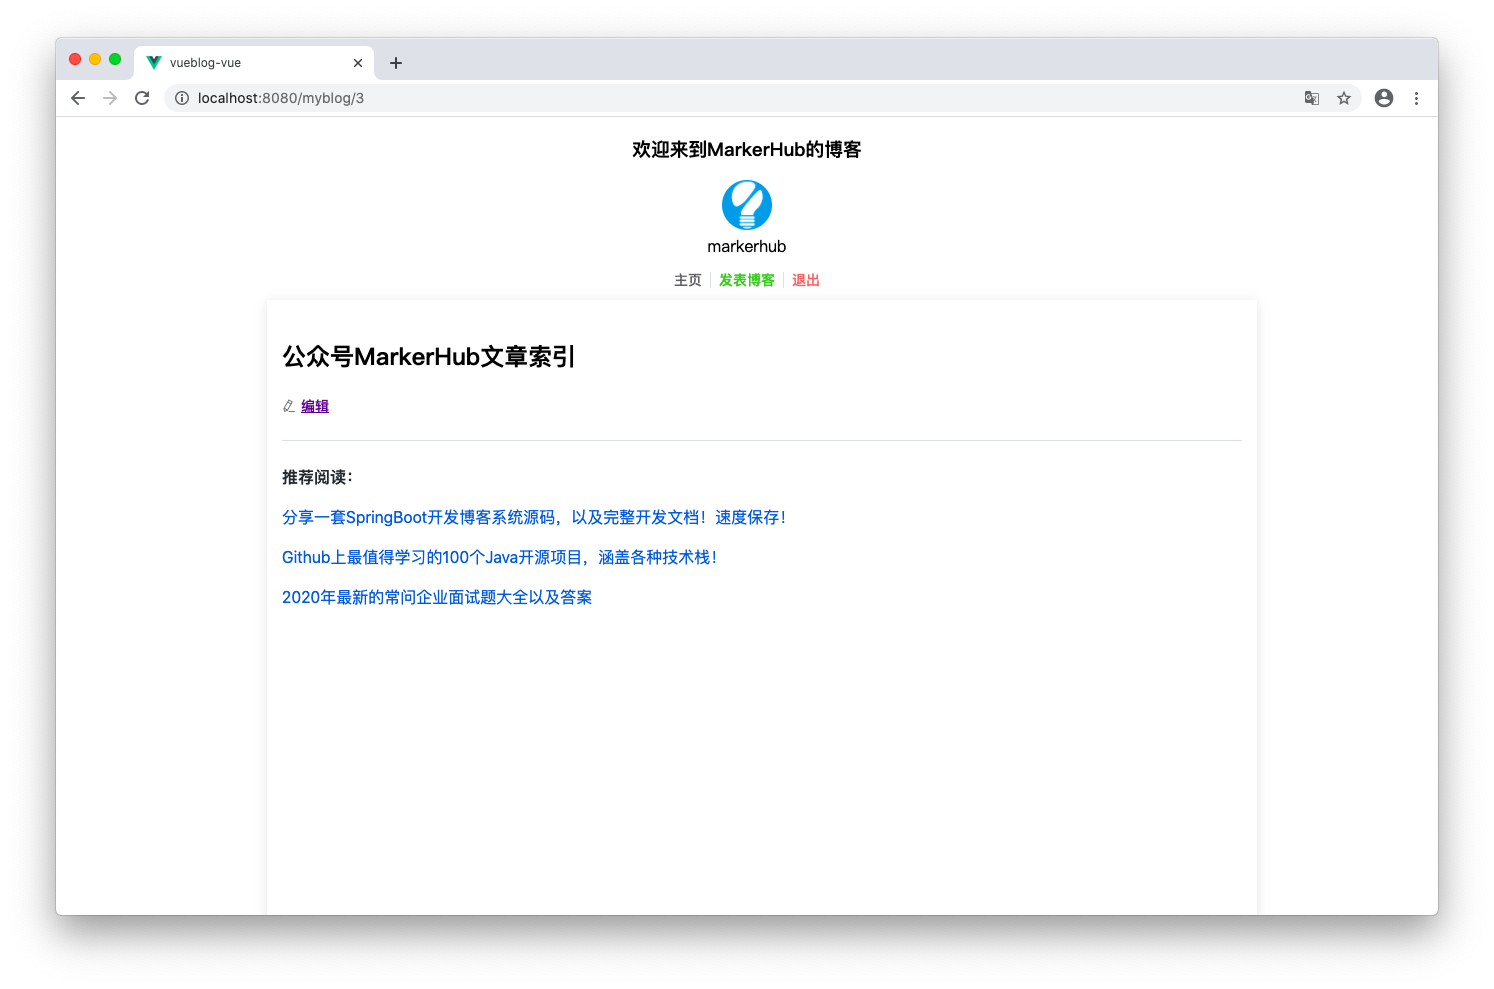 vueblog-vue
localhost:8080/myblog/3
欢迎来到MarkerHub的博客
markerhub
主页 发表博客 退出
公众号MarkerHub文章索引
编辑
推荐阅读：
分享一套SpringBoot开发博客系统源码，以及完整开发文档！速度保存！
Github上最值得学习的100个Java开源项目，涵盖各种技术栈！
2020年最新的常问企业面试题大全以及答案